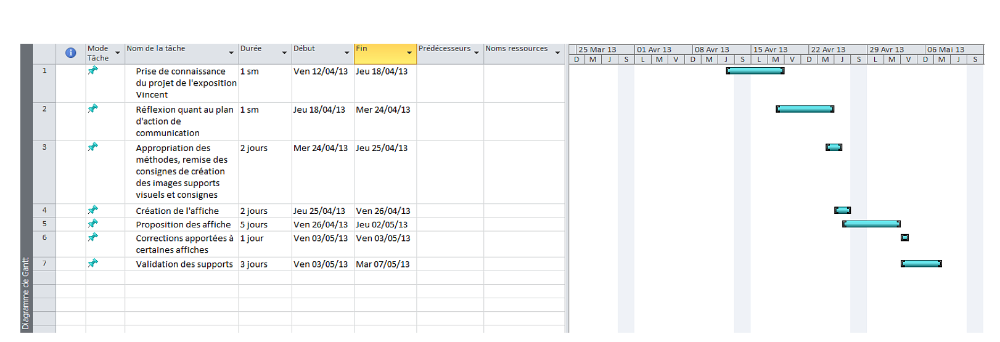 Mode Tâche
Nom de la tâche
Durée
Début
Fin
Prédécesseurs
Noms ressources
25 Mar 13
01 Avr 13
08 Avr 13
15 Avr 13
22 Avr 13
29 Avr 13
06 Mai 13
D M J S L M V D M J S L M V D M J S L M V D M J S
1 Prise de connaissance 1 sm Ven 12/04/13 Jeu 18/04/13
du projet de l'exposition
Vincent
2 Réflexion quant au plan 1 sm Jeu 18/04/13 Mer 24/04/13
d'action de
communication
3 Appropriation des 2 jours Mer 24/04/13 Jeu 25/04/13
méthodes, remise des
consignes de création
des images supports
visuels et consignes
4 Création de l'affiche 2 jours Jeu 25/04/13 Ven 26/04/13
5 Proposition des affiche 5 jours Ven 26/04/13 Jeu 02/05/13
6 Corrections apportées à 1 jour Ven 03/05/13 Ven 03/05/13
certaines affiches
7 Validation des supports 3 jours Ven 03/05/13 Mar 07/05/13
Diagramme de Gantt